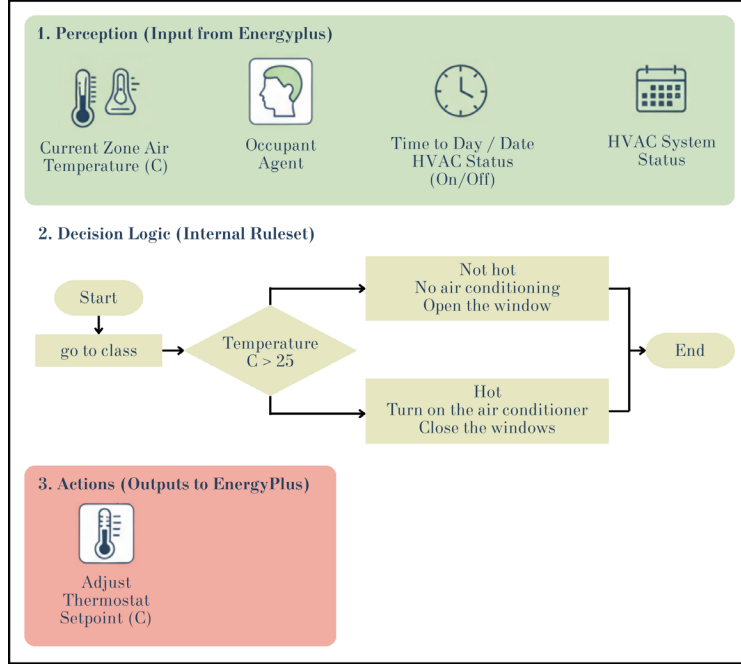 1. Perception (Input from Energyplus)
Current Zone Air
Temperature (C)
Occupant
Agent
Time to Day / Date
HVAC Status
(On/Off)
HVAC System
Status
2. Decision Logic (Internal Ruleset)
Start
go to class
Temperature
C > 25
Not hot
No air conditioning
Open the window
Hot
Turn on the air conditioner
Close the windows
End
3. Actions (Outputs to EnergyPlus)
Adjust
Thermostat
Setpoint (C)